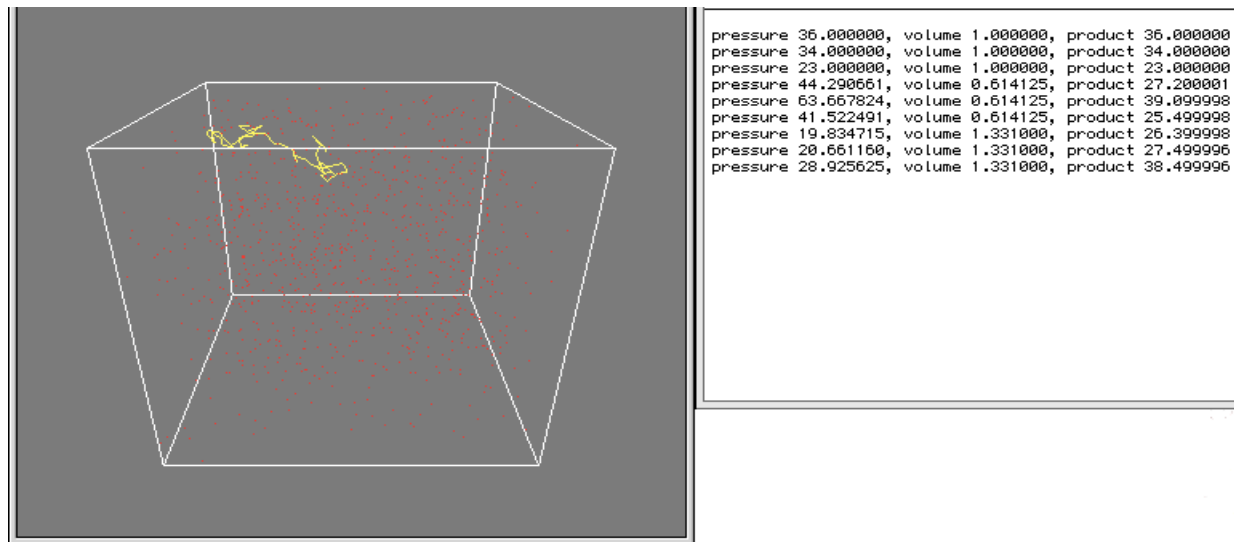 pressure 36.000000, volume 1.000000, product 36.000000
pressure 34.000000, volume 1.000000, product 34.000000
pressure 23.000000, volume 1.000000, product 23.000000
pressure 44.290661, volume 0.614125, product 27.200001
pressure 63.667824, volume 0.614125, product 39.099998
pressure 41.522491, volume 0.614125, product 25.499998
pressure 19.834715, volume 1.331000, product 26.399998
pressure 20.661160, volume 1.331000, product 27.499996
pressure 28.925625, volume 1.331000, product 38.499996